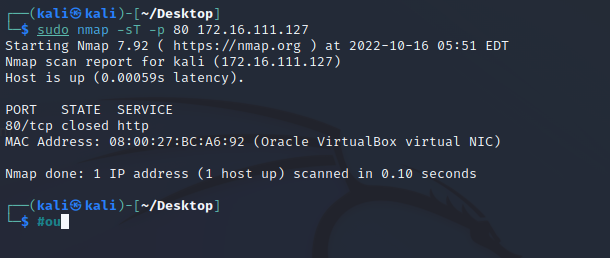 ┌──(kali㉿kali)-[~/Desktop]
└─$ sudo nmap -sT -p 80 172.16.111.127
Starting Nmap 7.92 ( https://nmap.org ) at 2022-10-16 05:51 EDT
Nmap scan report for kali (172.16.111.127)
Host is up (0.00059s latency).
PORT   STATE  SERVICE
80/tcp closed http
MAC Address: 08:00:27:BC:A6:92 (Oracle VirtualBox virtual NIC)
Nmap done: 1 IP address (1 host up) scanned in 0.10 seconds
┌──(kali㉿kali)-[~/Desktop]
└─$ #ou